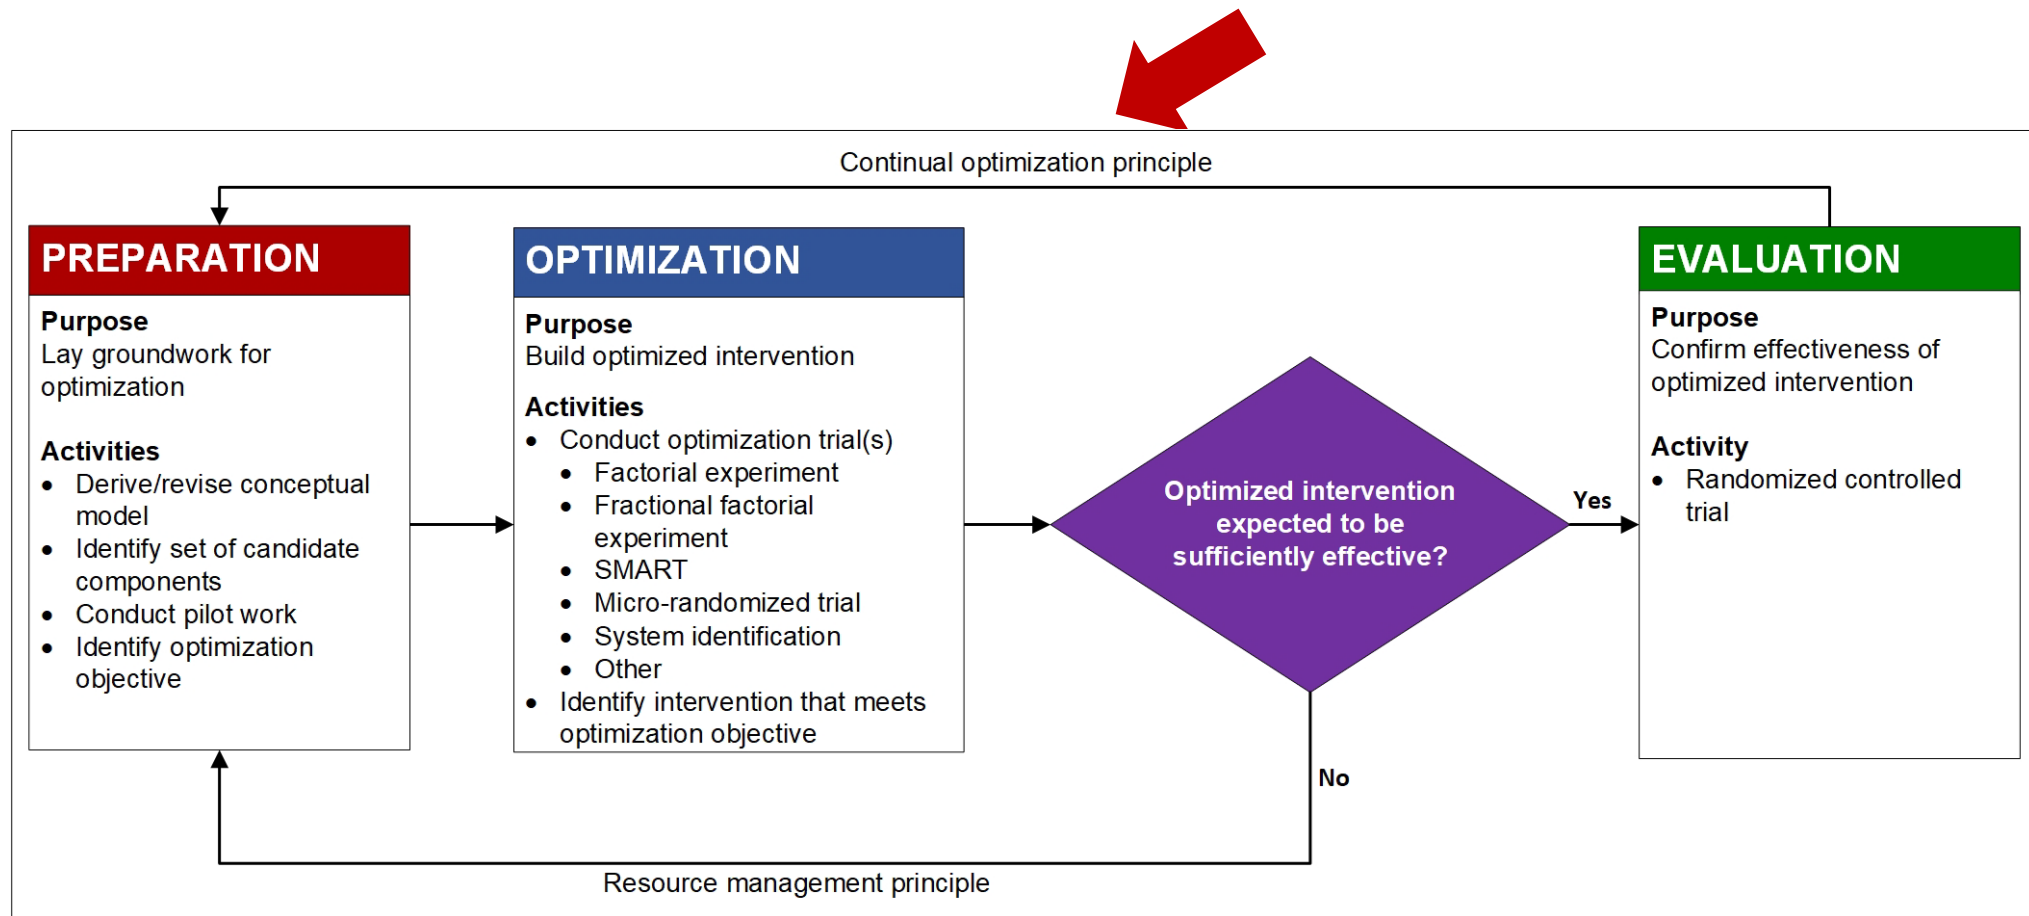 Continual optimization principle
PREPARATION
Purpose
Lay groundwork for
optimization
Activities
• Derive/revise conceptual
model
• Identify set of candidate
components
• Conduct pilot work
• Identify optimization
objective
OPTIMIZATION
Purpose
Build optimized intervention
Activities
• Conduct optimization trial(s)
• Factorial experiment
• Fractional factorial
experiment
• SMART
• Micro-randomized trial
• System identification
• Other
• Identify intervention that meets
optimization objective
Optimized intervention
expected to be
sufficiently effective?
Yes
No
EVALUATION
Purpose
Confirm effectiveness of
optimized intervention
Activity
• Randomized controlled
trial
Resource management principle